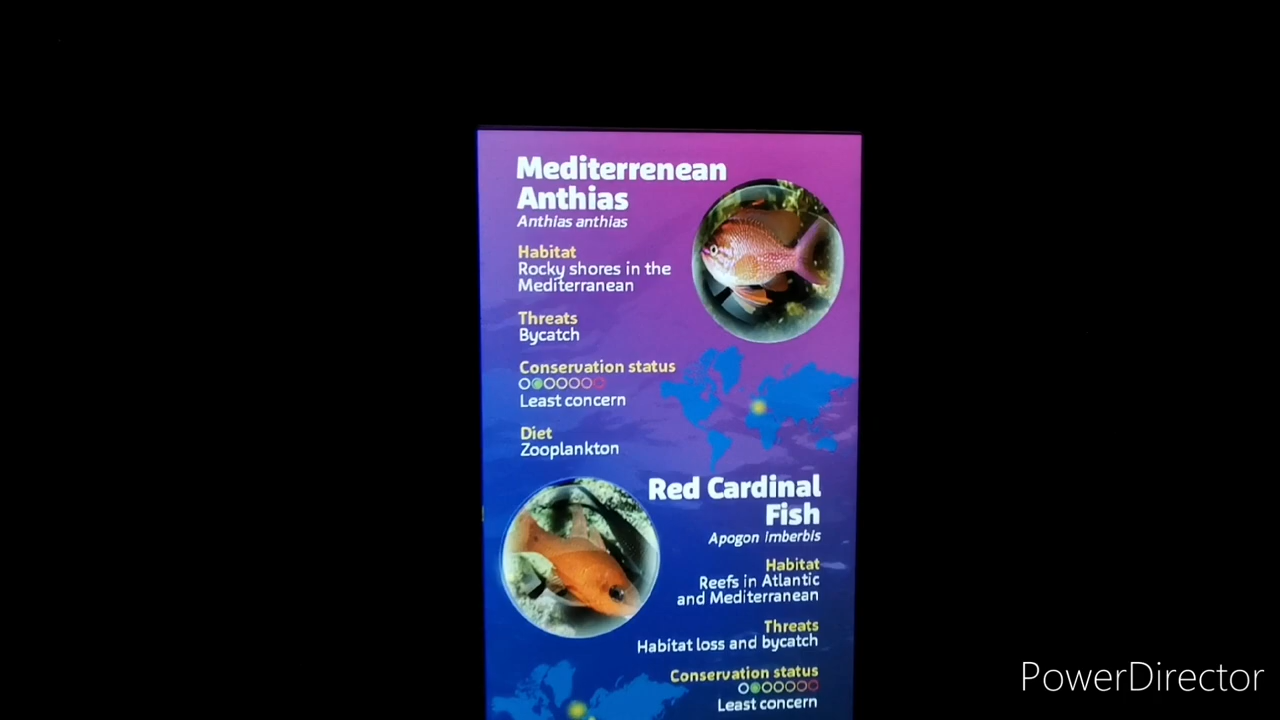 Mediterrenean
Anthias
Anthias anthias
Habitat
Rocky shores in the
Mediterranean
Threats
Bycatch
Conservation status
Least concern
Diet
Zooplankton
Red Cardinal
Fish
Apogon imberbis
Habitat
Reefs in Atlantic
and Mediterranean
Threats
Habitat loss and bycatch
Conservation status
Least concern
PowerDirector